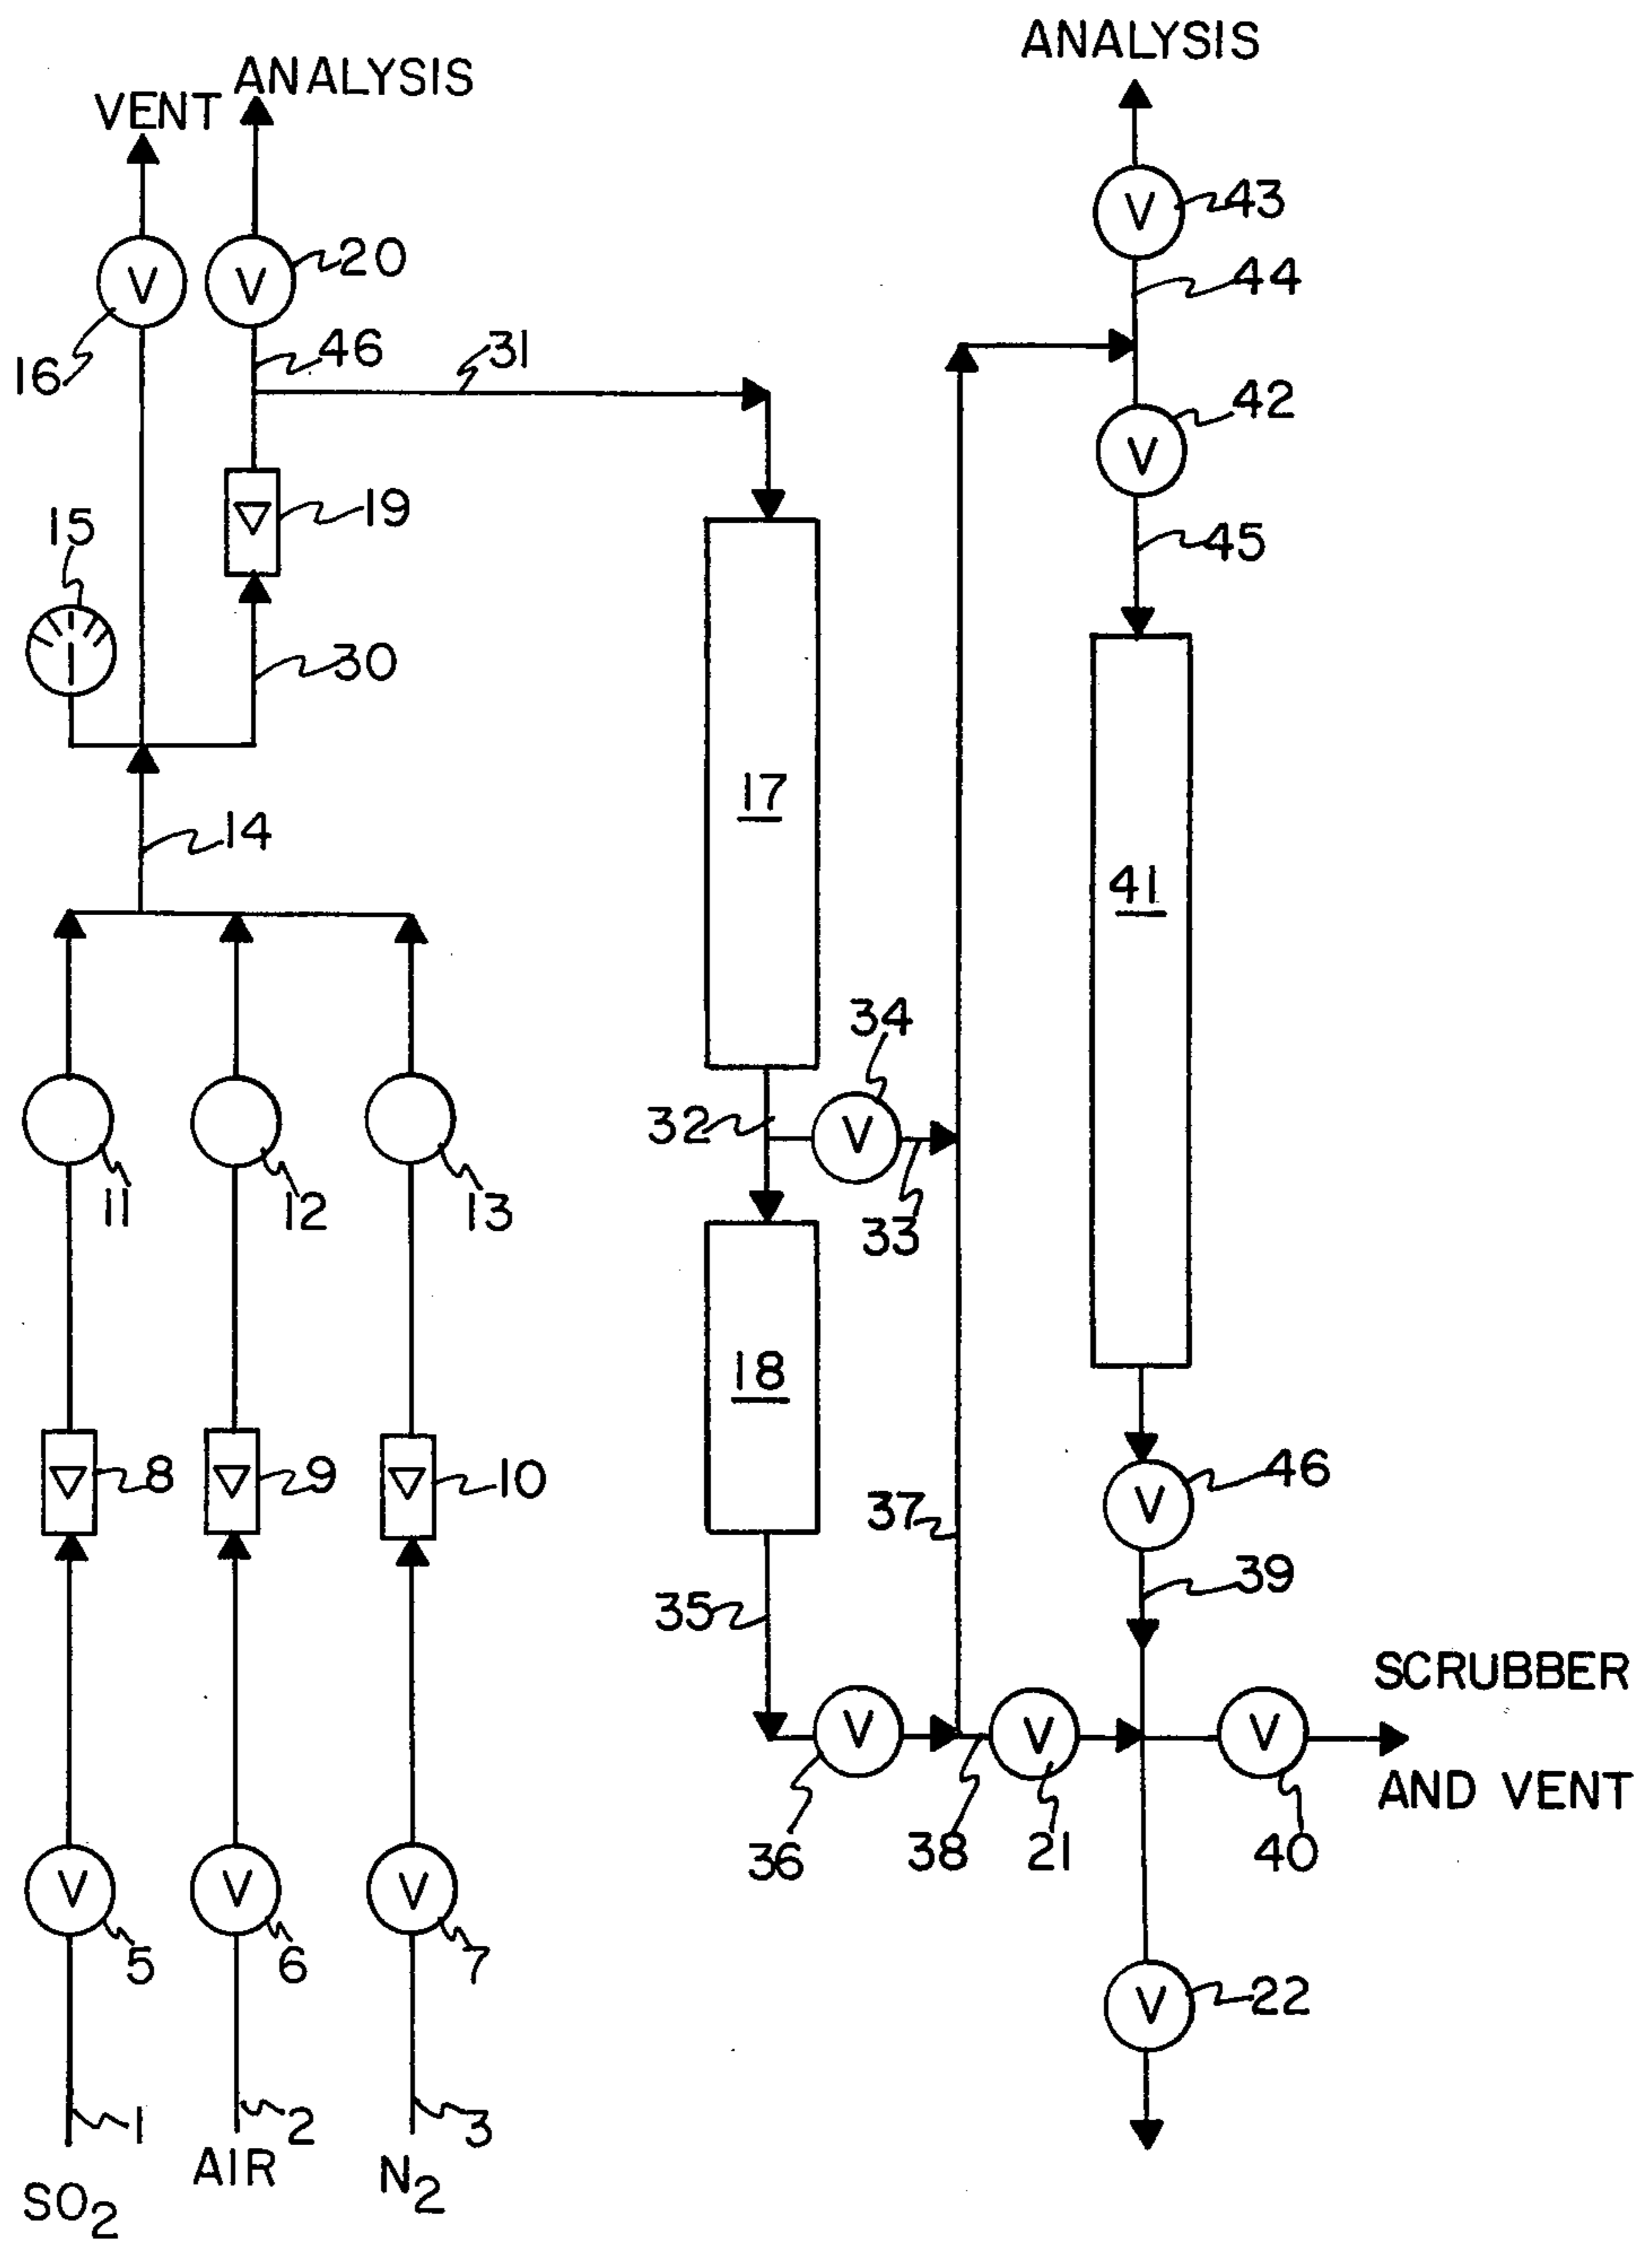 ANALYSIS
ANALYSIS
VENT
V
43
V
V
20
44
16
46
31
42
V
15
19
45
30
17
14
41
34
32
V
33
11
12
13
18
8
9
10
37
V
46
39
35
SCRUBBER
V
V
V
AND VENT
36
38
21
40
V
V
V
5
6
7
V
22
1
2
3
AIR
N2
SO2